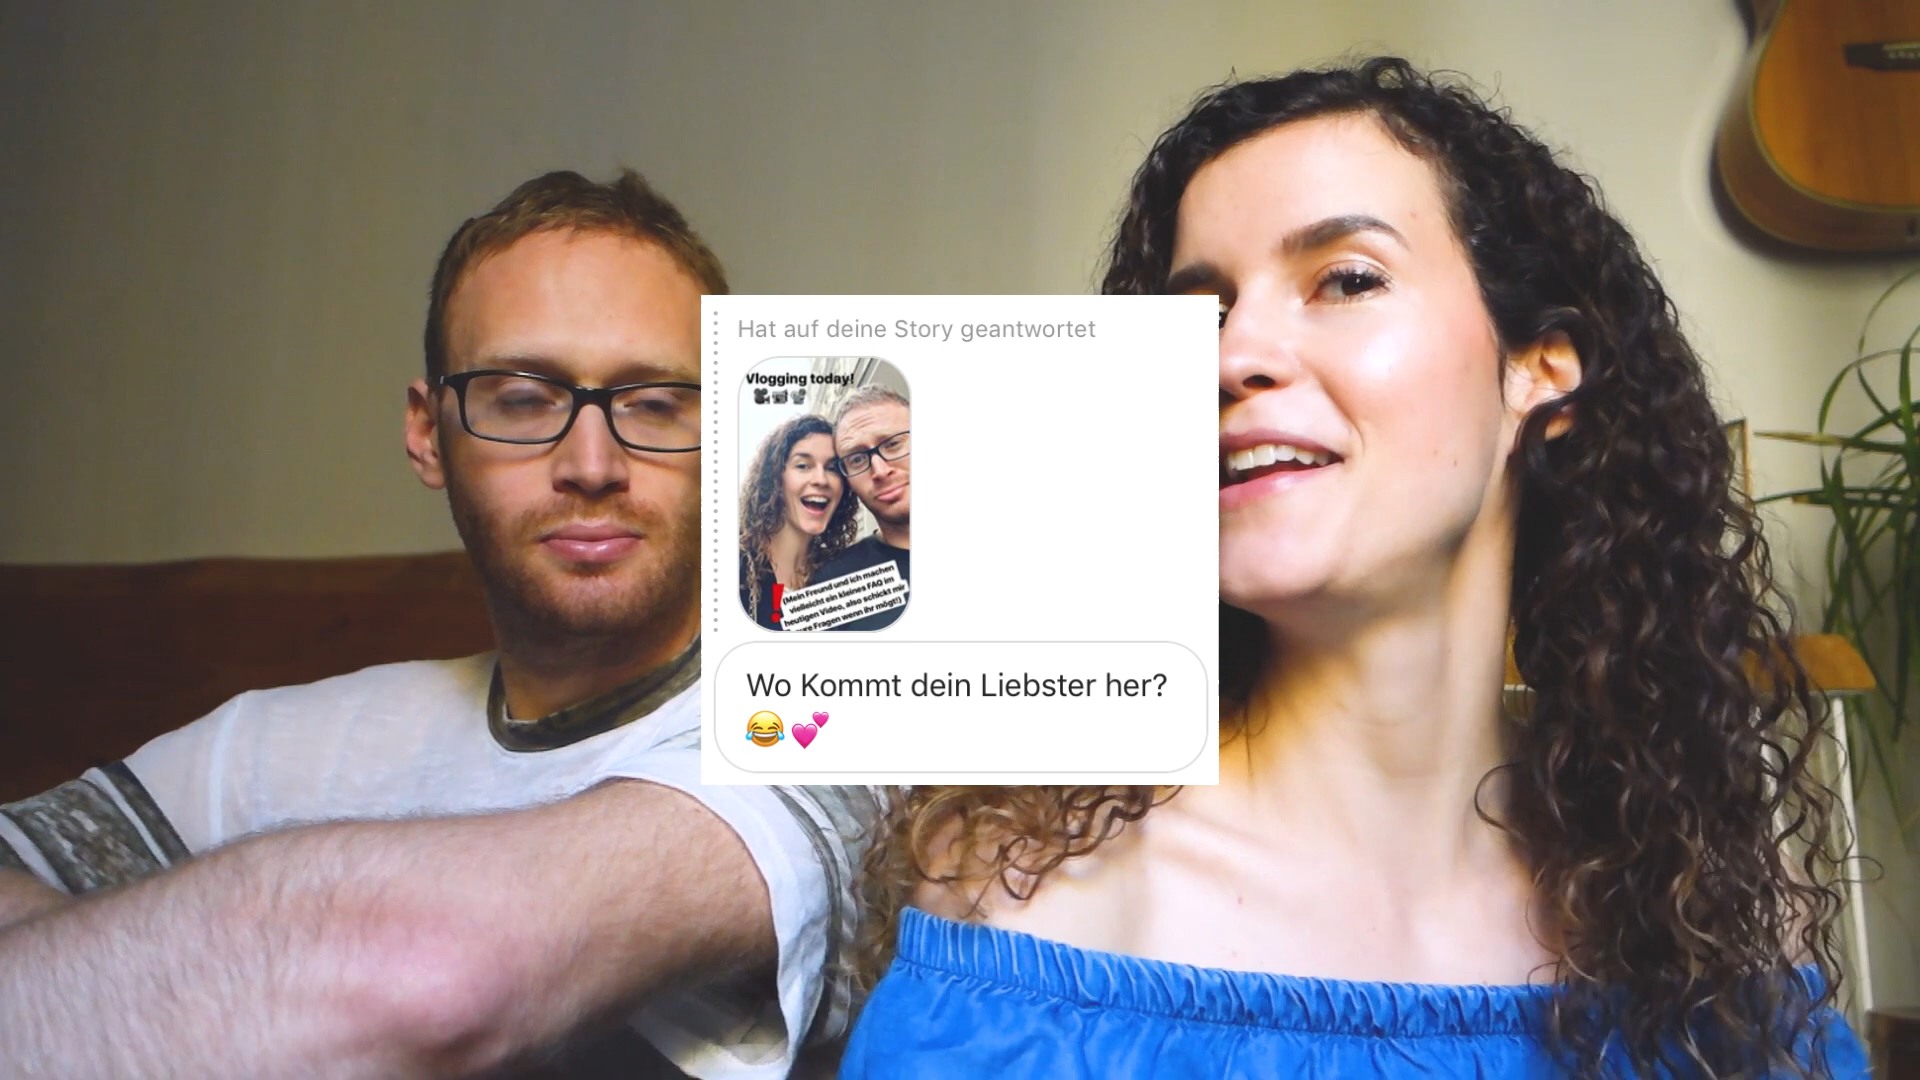 Hat auf deine Story geantwortet
Vlogging today!
(Mein Freund und ich machen
vielleicht ein kleines FAQ im
heutigen Video, also schickt mir
eure Fragen wenn ihr mögt!)
Wo Kommt dein Liebster her?
😂💕